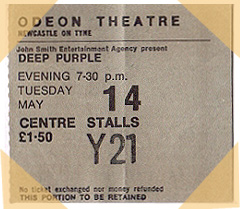 ODEON THEATRE
NEWCASTLE ON TYNE
John Smith Entertainment Agency present
DEEP PURPLE
EVENING 7-30 p.m.
TUESDAY
MAY 14
CENTRE STALLS
£1·50 Y21
No ticket exchanged nor money refunded
THIS PORTION TO BE RETAINED